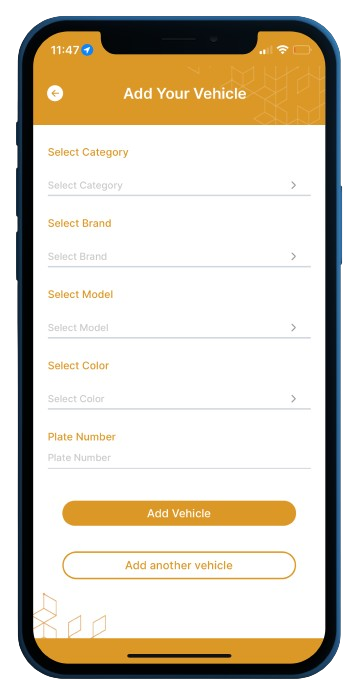 11:47
Add Your Vehicle
Select Category
Select Category
Select Brand
Select Brand
Select Model
Select Model
Select Color
Select Color
Plate Number
Plate Number
Add Vehicle
Add another vehicle